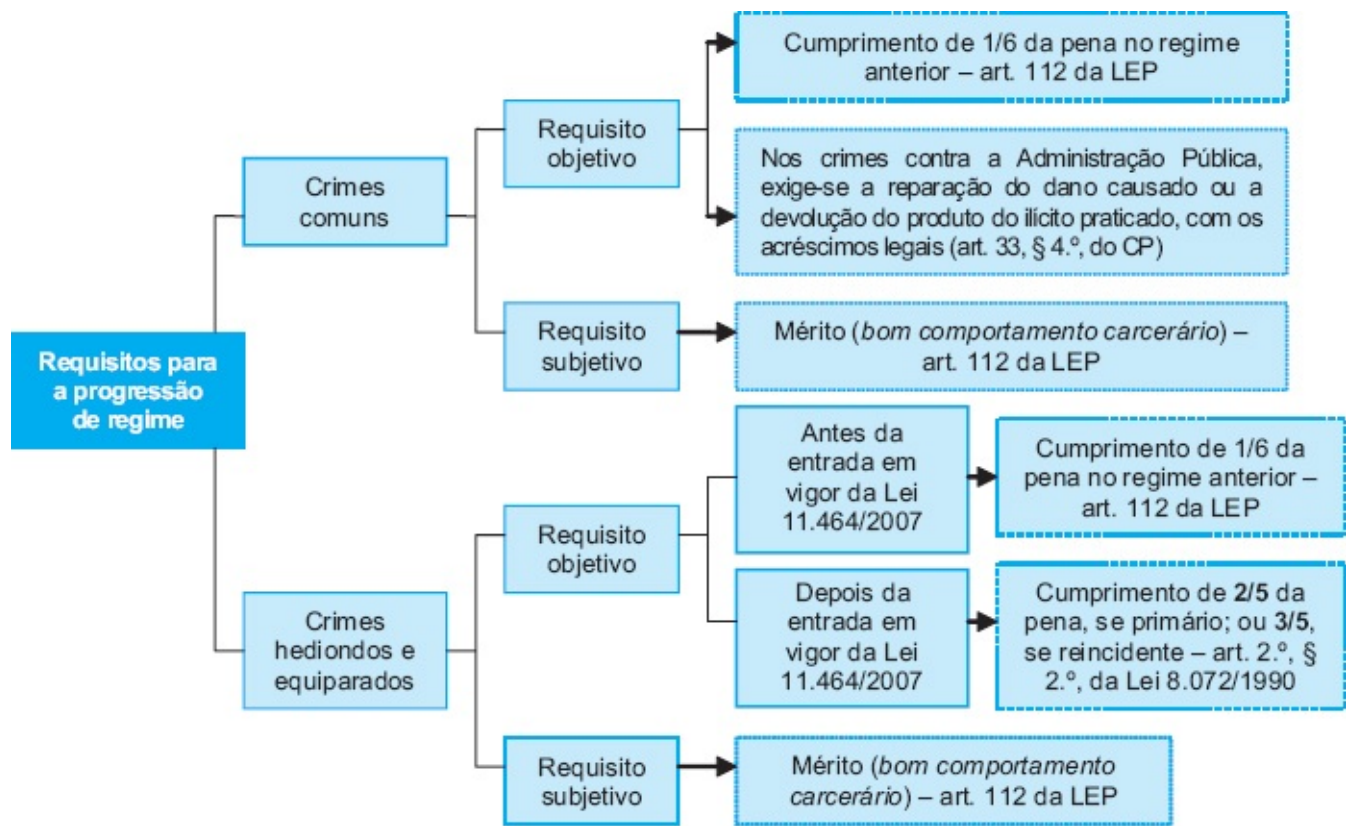 Requisitos para
a progressão
de regime
Crimes
comuns
Requisito
objetivo
Cumprimento de 1/6 da pena no regime
anterior – art. 112 da LEP
Nos crimes contra a Administração Pública,
exige-se a reparação do dano causado ou a
devolução do produto do ilícito praticado, com os
acréscimos legais (art. 33, § 4.º, do CP)
Requisito
subjetivo
Mérito (bom comportamento carcerário) –
art. 112 da LEP
Crimes
hediondos e
equiparados
Requisito
objetivo
Antes da
entrada em
vigor da Lei
11.464/2007
Cumprimento de 1/6 da
pena no regime anterior –
art. 112 da LEP
Depois da
entrada em
vigor da Lei
11.464/2007
Cumprimento de 2/5 da
pena, se primário; ou 3/5,
se reincidente – art. 2.º, §
2.º, da Lei 8.072/1990
Requisito
subjetivo
Mérito (bom comportamento
carcerário) – art. 112 da LEP